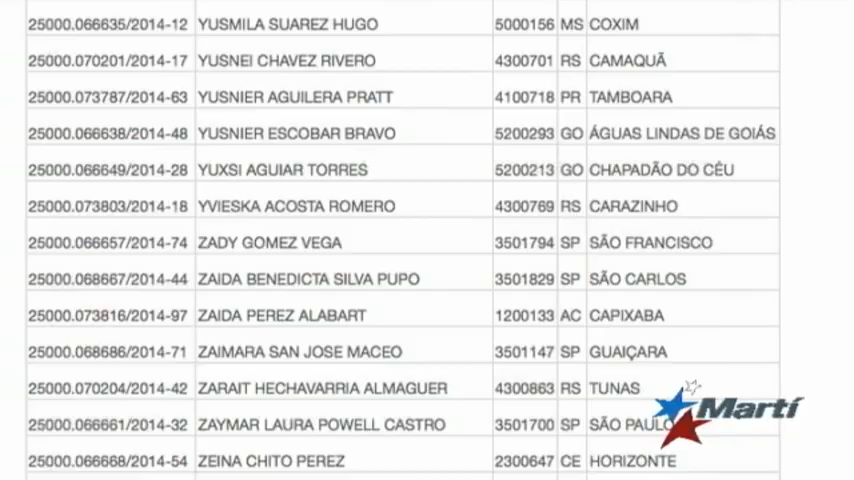 25000.066635/2014-12 YUSMILA SUAREZ HUGO 5000156 MS COXIM
25000.070201/2014-17 YUSNEI CHAVEZ RIVERO 4300701 RS CAMAQUÃ
25000.073787/2014-63 YUSNIER AGUILERA PRATT 4100718 PR TAMBOARA
25000.066638/2014-48 YUSNIER ESCOBAR BRAVO 5200293 GO ÁGUAS LINDAS DE GOIÁS
25000.066649/2014-28 YUXSI AGUIAR TORRES 5200213 GO CHAPADÃO DO CÉU
25000.073803/2014-18 YVIESKA ACOSTA ROMERO 4300769 RS CARAZINHO
25000.066657/2014-74 ZADY GOMEZ VEGA 3501794 SP SÃO FRANCISCO
25000.068667/2014-44 ZAIDA BENEDICTA SILVA PUPO 3501829 SP SÃO CARLOS
25000.073816/2014-97 ZAIDA PEREZ ALABART 1200133 AC CAPIXABA
25000.068686/2014-71 ZAIMARA SAN JOSE MACEO 3501147 SP GUAIÇARA
25000.070204/2014-42 ZARAIT HECHAVARRIA ALMAGUER 4300863 RS TUNAS
25000.066661/2014-32 ZAYMAR LAURA POWELL CASTRO 3501700 SP SÃO PAULO
25000.066668/2014-54 ZEINA CHITO PEREZ 2300647 CE HORIZONTE
Martí